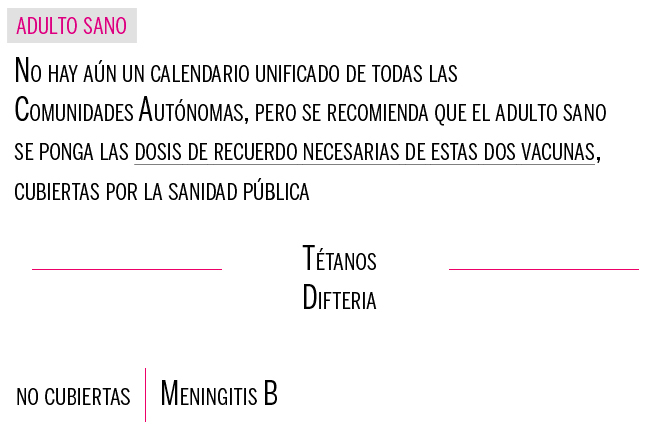 ADULTO SANO
No hay aún un calendario unificado de todas las
Comunidades Autónomas, pero se recomienda que el adulto sano
se ponga las dosis de recuerdo necesarias de estas dos vacunas,
cubiertas por la sanidad pública
Tétanos
Difteria
no cubiertas
Meningitis B